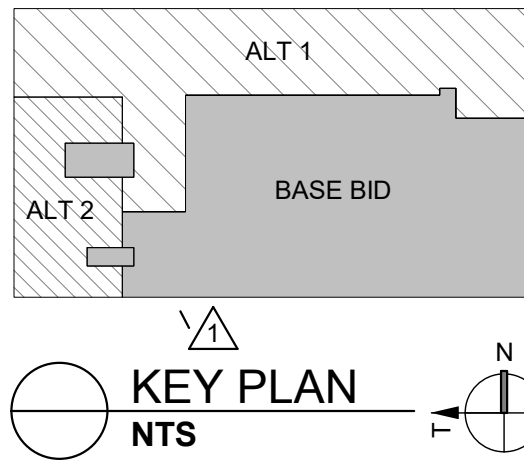 ALT 1
BASE BID
ALT 2
1
KEY PLAN
NTS
N
T